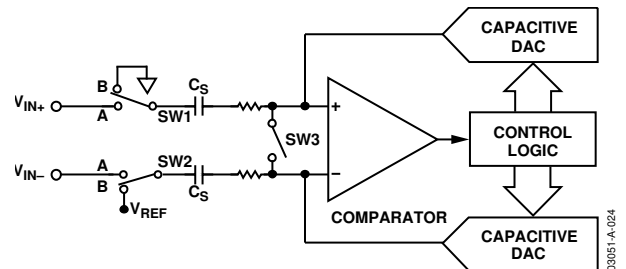 CAPACITIVE
DAC
B
VIN+
A
SW1
CS
+
SW3
CONTROL
LOGIC
VIN–
A
B
SW2
CS
–
VREF
COMPARATOR
CAPACITIVE
DAC
03051-A-024